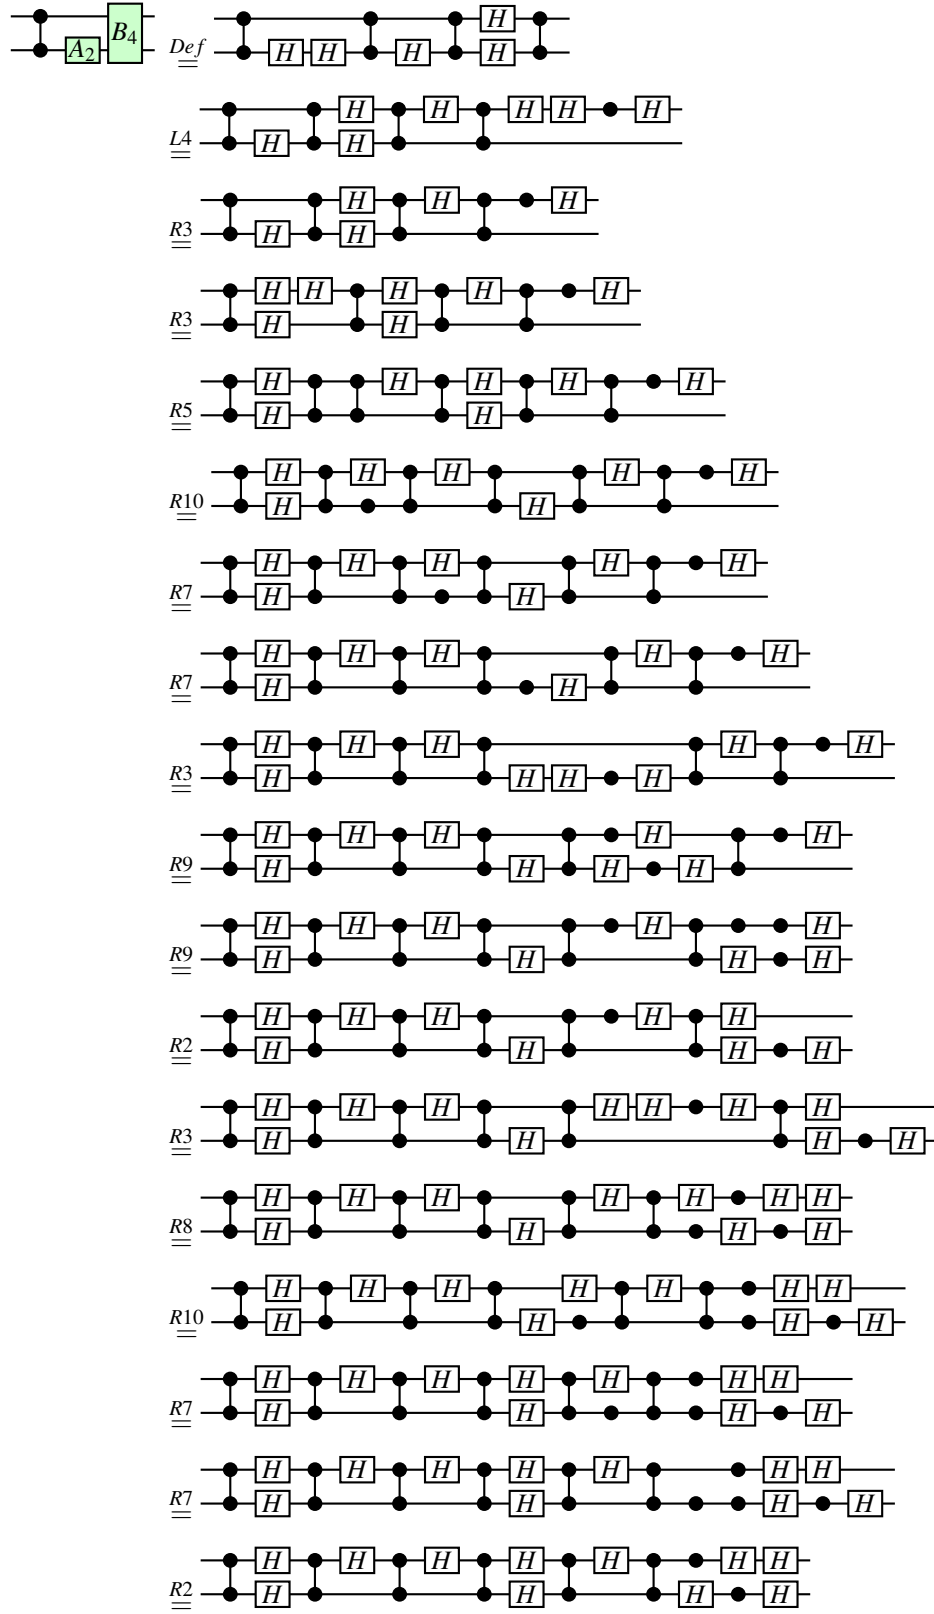 B4 H
A2 Def = H H H H
H H H H H
L4 = H H
H H H
R3 = H H
H H H H H
R3 = H H
H H H H H
R5 = H H
H H H H H
R10 = H H
H H H H H
R7 = H H
H H H H H
R7 = H H
H H H H H
R3 = H H H H
H H H H H
R9 = H H H H
H H H H H
R9 = H H H H
H H H H H
R2 = H H H H
H H H H H H H
R3 = H H H H
H H H H H H H
R8 = H H H H
H H H H H H H
R10 = H H H H
H H H H H H H
R7 = H H H H
H H H H H H H
R7 = H H H H
H H H H H H H
R2 = H H H H